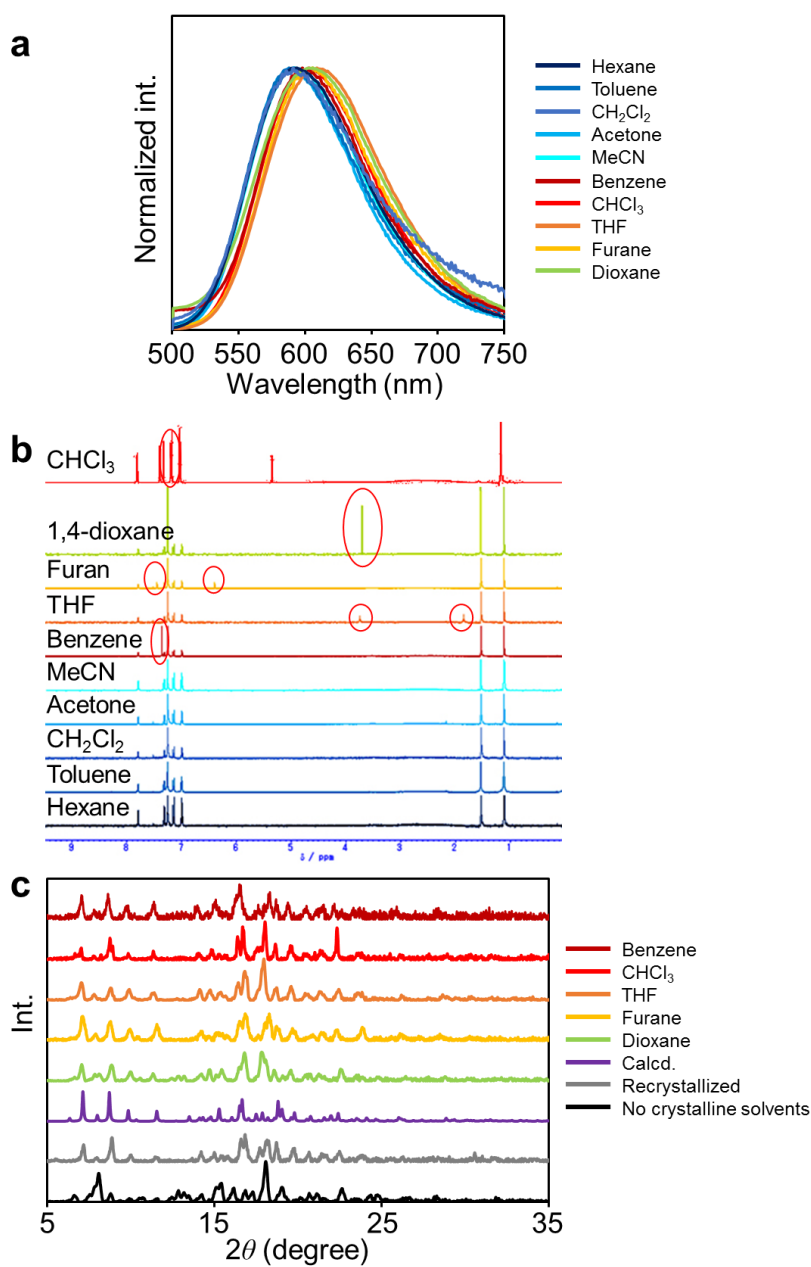 a
Normalized int.
500 550 600 650 700 750
Wavelength (nm)
Hexane
Toluene
CH₂Cl₂
Acetone
MeCN
Benzene
CHCl₃
THF
Furane
Dioxane
b
CHCl₃
1,4-dioxane
Furan
THF
Benzene
MeCN
Acetone
CH₂Cl₂
Toluene
Hexane
9 8 7 6 5 4 3 2 1
δ / ppm
c
Int.
5 15 25 35
2θ (degree)
Benzene
CHCl₃
THF
Furane
Dioxane
Calcd.
Recrystallized
No crystalline solvents